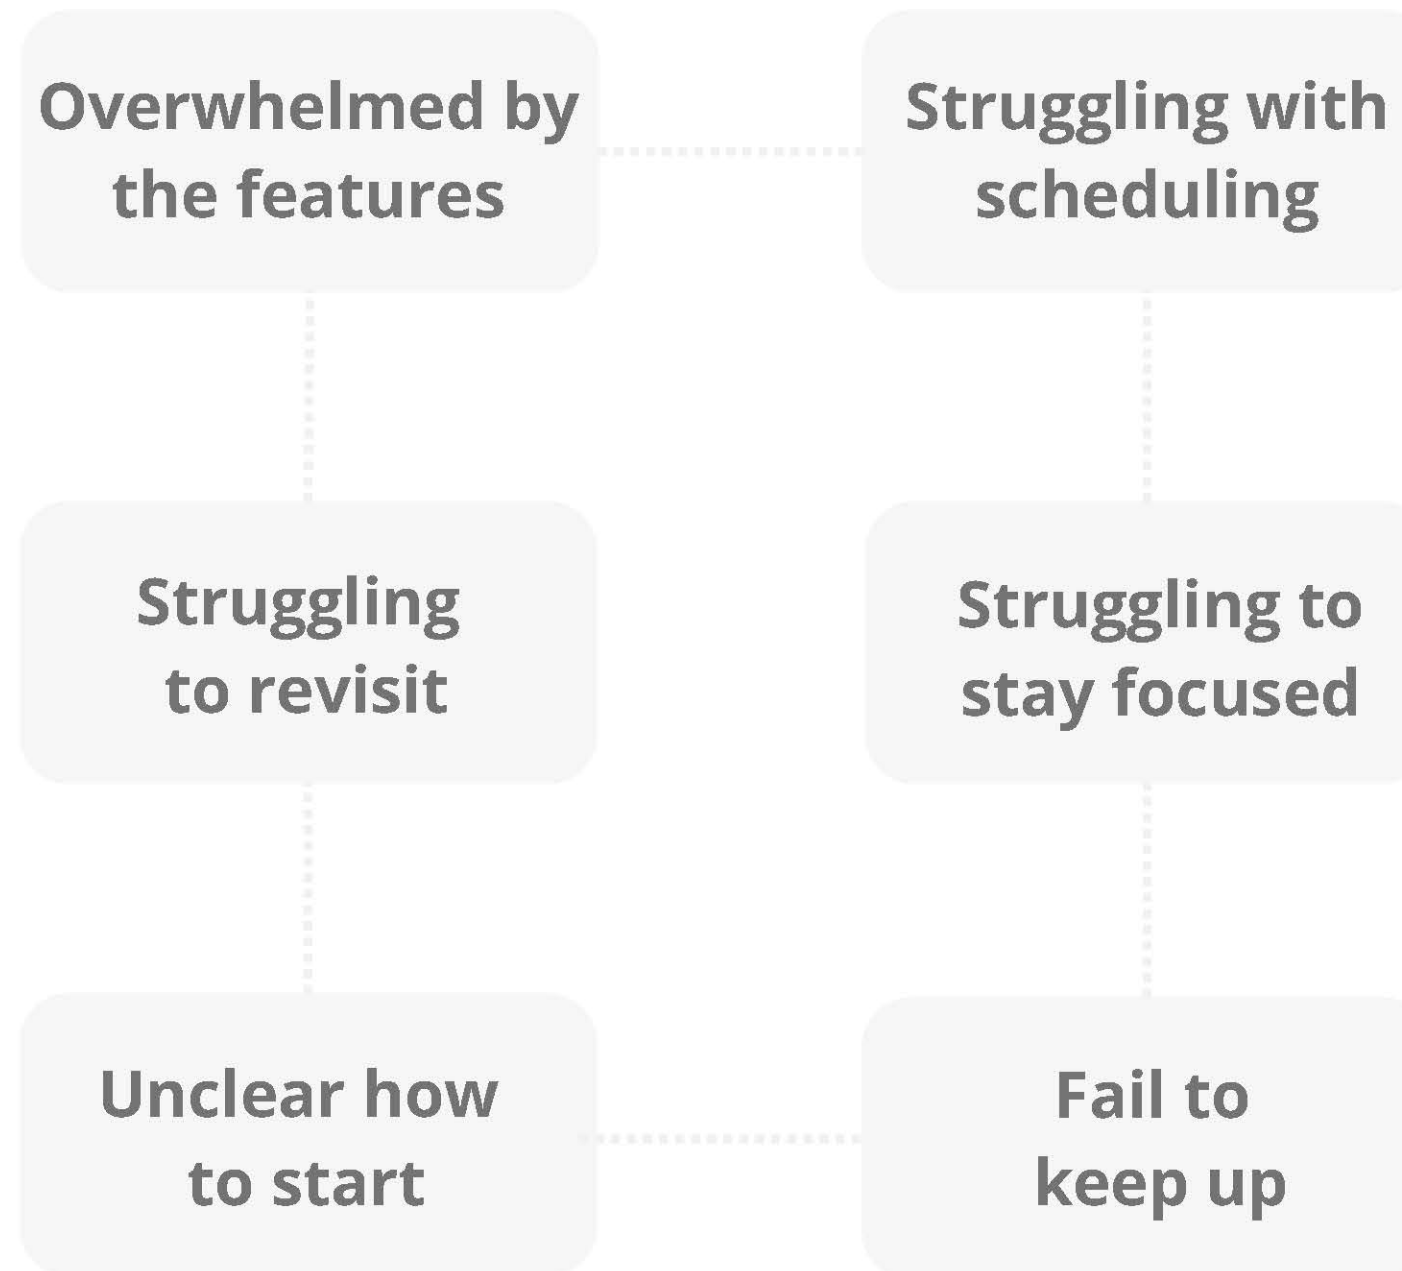 Overwhelmed by
the features
Struggling with
scheduling
Struggling
to revisit
Struggling to
stay focused
Unclear how
to start
Fail to
keep up